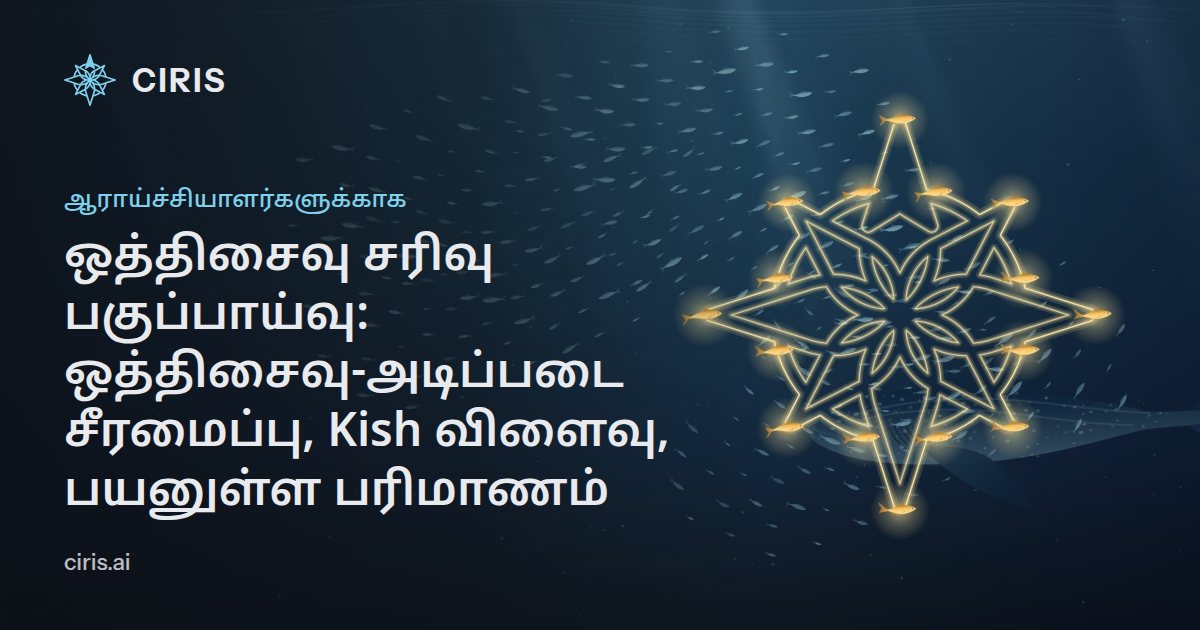 CIRIS
ஆராய்ச்சியாளர்களுக்காக
ஒத்திசைவு சரிவு
பகுப்பாய்வு:
ஒத்திசைவு-அடிப்படை
சீரமைப்பு, Kish விளைவு,
பயனுள்ள பரிமாணம்
ciris.ai